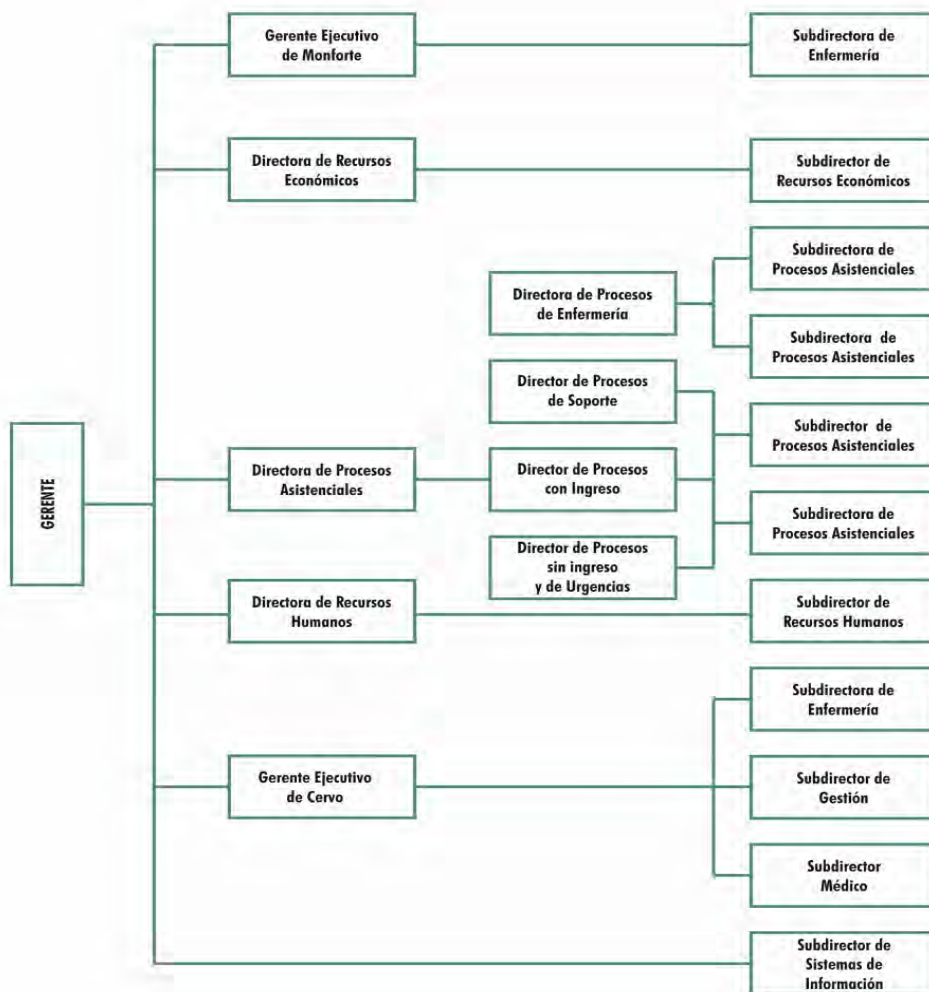 Gerente Ejecutivo
de Monforte
Subdirectora de
Enfermería
Directora de Recursos
Económicos
Subdirector de
Recursos Económicos
Subdirectora de
Procesos Asistenciales
Directora de Procesos
de Enfermería
Subdirectora de
Procesos Asistenciales
Director de Procesos
de Soporte
Subdirector de
Procesos Asistenciales
GERENTE
Directora de Procesos
Asistenciales
Director de Procesos
con Ingreso
Subdirectora de
Procesos Asistenciales
Director de Procesos
sin ingreso
y de Urgencias
Directora de Recursos
Humanos
Subdirector de
Recursos Humanos
Subdirectora de
Enfermería
Gerente Ejecutivo
de Cervo
Subdirector de
Gestión
Subdirector
Médico
Subdirector de
Sistemas de
Información